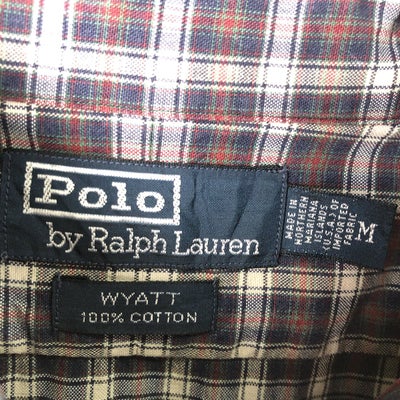 Polo
by Ralph Lauren
MADE IN
NORTHERN
MARIANA
ISLANDS
(U.S.A.) OF
IMPORTED
FABRIC
M
WYATT
100% COTTON